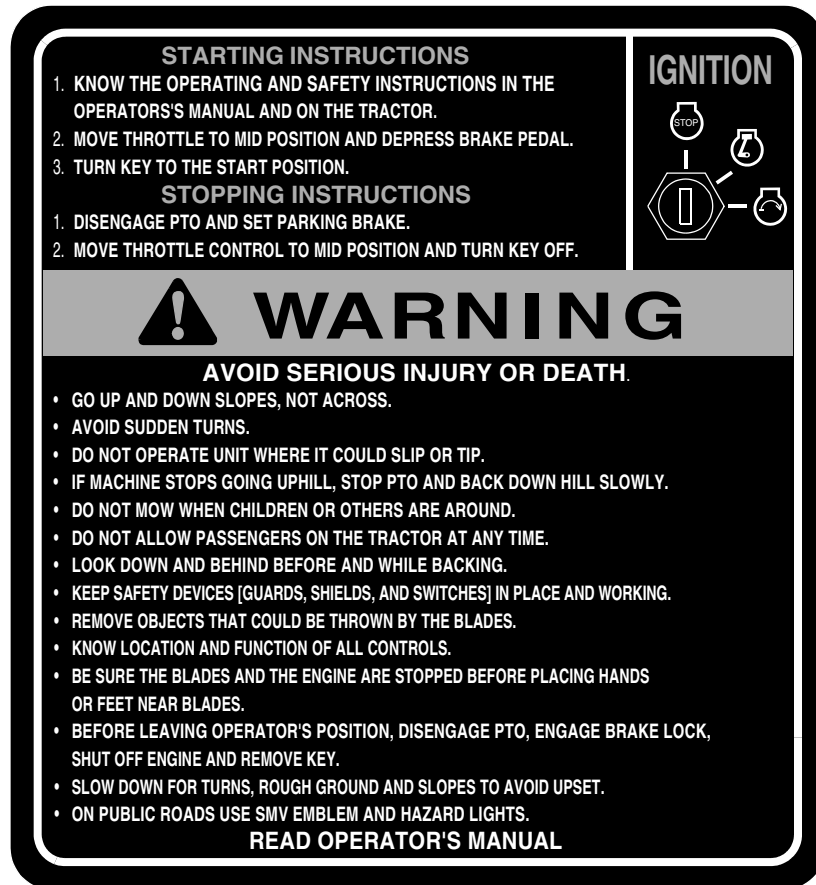 STARTING INSTRUCTIONS
1. KNOW THE OPERATING AND SAFETY INSTRUCTIONS IN THE
OPERATORS'S MANUAL AND ON THE TRACTOR.
2. MOVE THROTTLE TO MID POSITION AND DEPRESS BRAKE PEDAL.
3. TURN KEY TO THE START POSITION.
STOPPING INSTRUCTIONS
1. DISENGAGE PTO AND SET PARKING BRAKE.
2. MOVE THROTTLE CONTROL TO MID POSITION AND TURN KEY OFF.
IGNITION
STOP
WARNING
AVOID SERIOUS INJURY OR DEATH.
• GO UP AND DOWN SLOPES, NOT ACROSS.
• AVOID SUDDEN TURNS.
• DO NOT OPERATE UNIT WHERE IT COULD SLIP OR TIP.
• IF MACHINE STOPS GOING UPHILL, STOP PTO AND BACK DOWN HILL SLOWLY.
• DO NOT MOW WHEN CHILDREN OR OTHERS ARE AROUND.
• DO NOT ALLOW PASSENGERS ON THE TRACTOR AT ANY TIME.
• LOOK DOWN AND BEHIND BEFORE AND WHILE BACKING.
• KEEP SAFETY DEVICES [GUARDS, SHIELDS, AND SWITCHES] IN PLACE AND WORKING.
• REMOVE OBJECTS THAT COULD BE THROWN BY THE BLADES.
• KNOW LOCATION AND FUNCTION OF ALL CONTROLS.
• BE SURE THE BLADES AND THE ENGINE ARE STOPPED BEFORE PLACING HANDS
OR FEET NEAR BLADES.
• BEFORE LEAVING OPERATOR'S POSITION, DISENGAGE PTO, ENGAGE BRAKE LOCK,
SHUT OFF ENGINE AND REMOVE KEY.
• SLOW DOWN FOR TURNS, ROUGH GROUND AND SLOPES TO AVOID UPSET.
• ON PUBLIC ROADS USE SMV EMBLEM AND HAZARD LIGHTS.
READ OPERATOR'S MANUAL